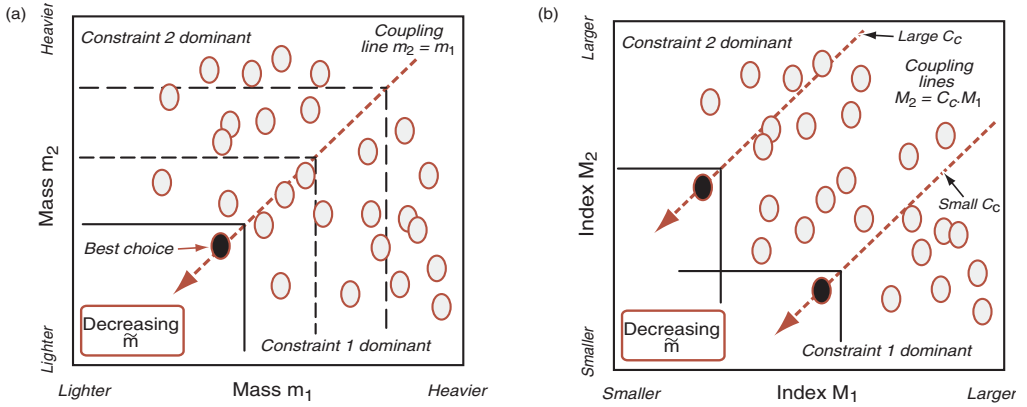 (a)
Heavier
Mass m2
Lighter
Constraint 2 dominant
Coupling
line m2 = m1
Best choice
Decreasing
m̃
Constraint 1 dominant
Lighter
Mass m1
Heavier
(b)
Larger
Index M2
Smaller
Constraint 2 dominant
Large Cc
Coupling
lines
M2 = Cc.M1
Small Cc
Decreasing
m̃
Constraint 1 dominant
Smaller
Index M1
Larger